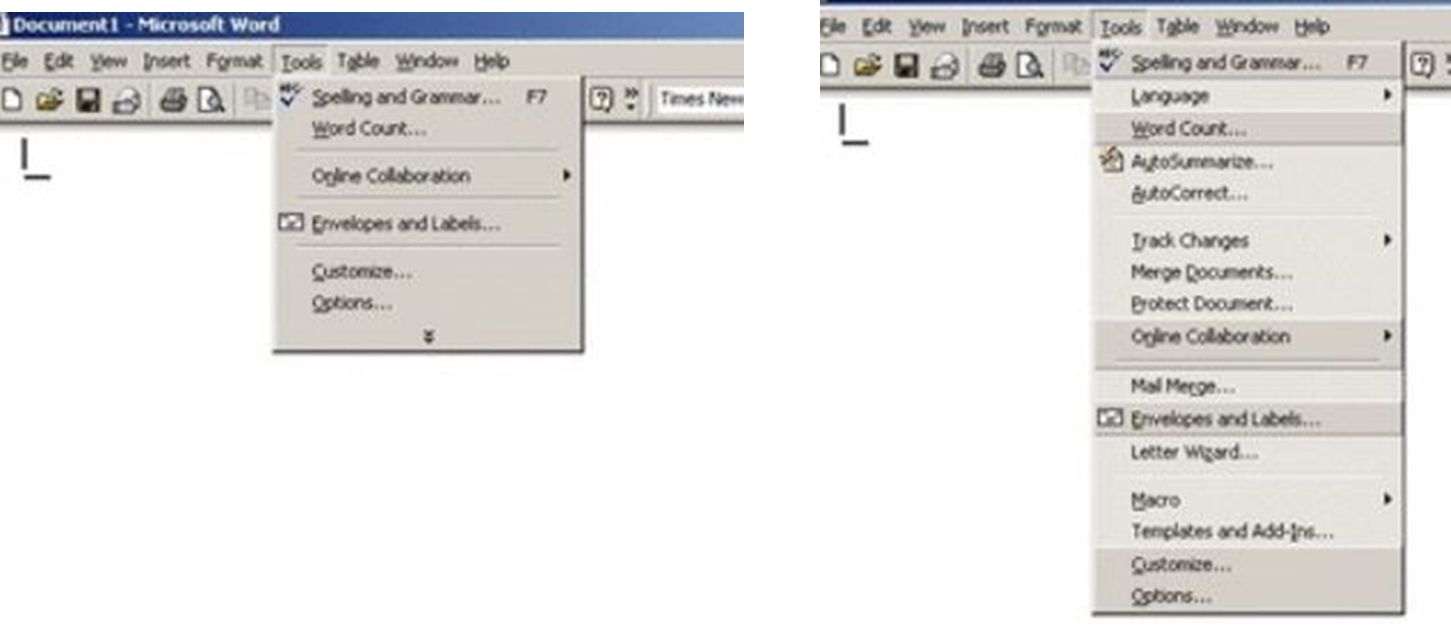 Document1 - Microsoft Word
File Edit View Insert Format Tools Table Window Help
Times New
Spelling and Grammar... F7
Word Count...
Online Collaboration
Envelopes and Labels...
Customize...
Options...
File Edit View Insert Format Tools Table Window Help
Spelling and Grammar... F7
Language
Word Count...
AutoSummarize...
AutoCorrect...
Track Changes
Merge Documents...
Protect Document...
Online Collaboration
Mail Merge...
Envelopes and Labels...
Letter Wizard...
Macro
Templates and Add-Ins...
Customize...
Options...